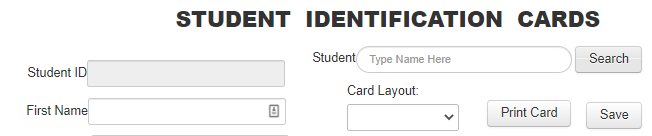 STUDENT IDENTIFICATION CARDS
Student Type Name Here Search
Student ID
Card Layout:
First Name
Print Card Save